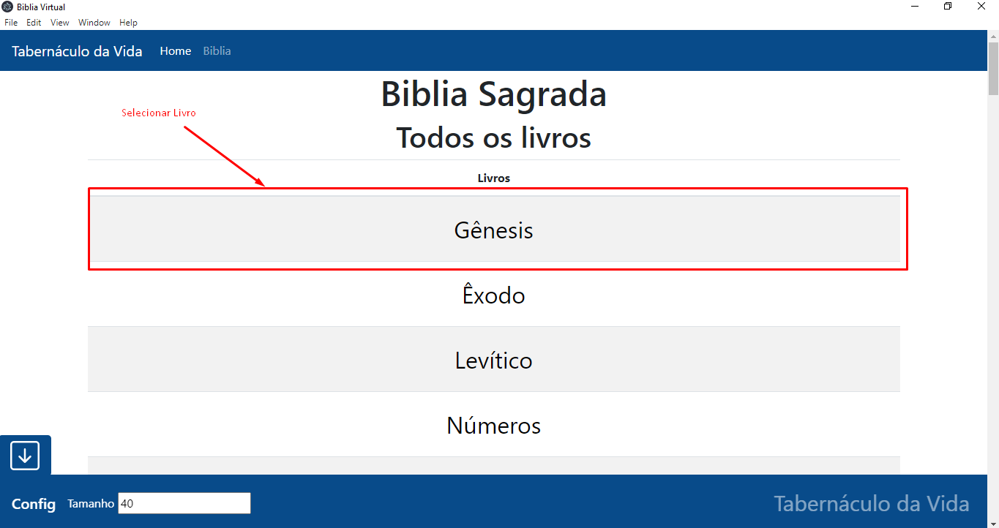 Biblia Virtual
File Edit View Window Help
Tabernáculo da Vida Home Biblia
Biblia Sagrada
Selecionar Livro
Todos os livros
Livros
Gênesis
Êxodo
Levítico
Números
Config Tamanho 40 Tabernáculo da Vida